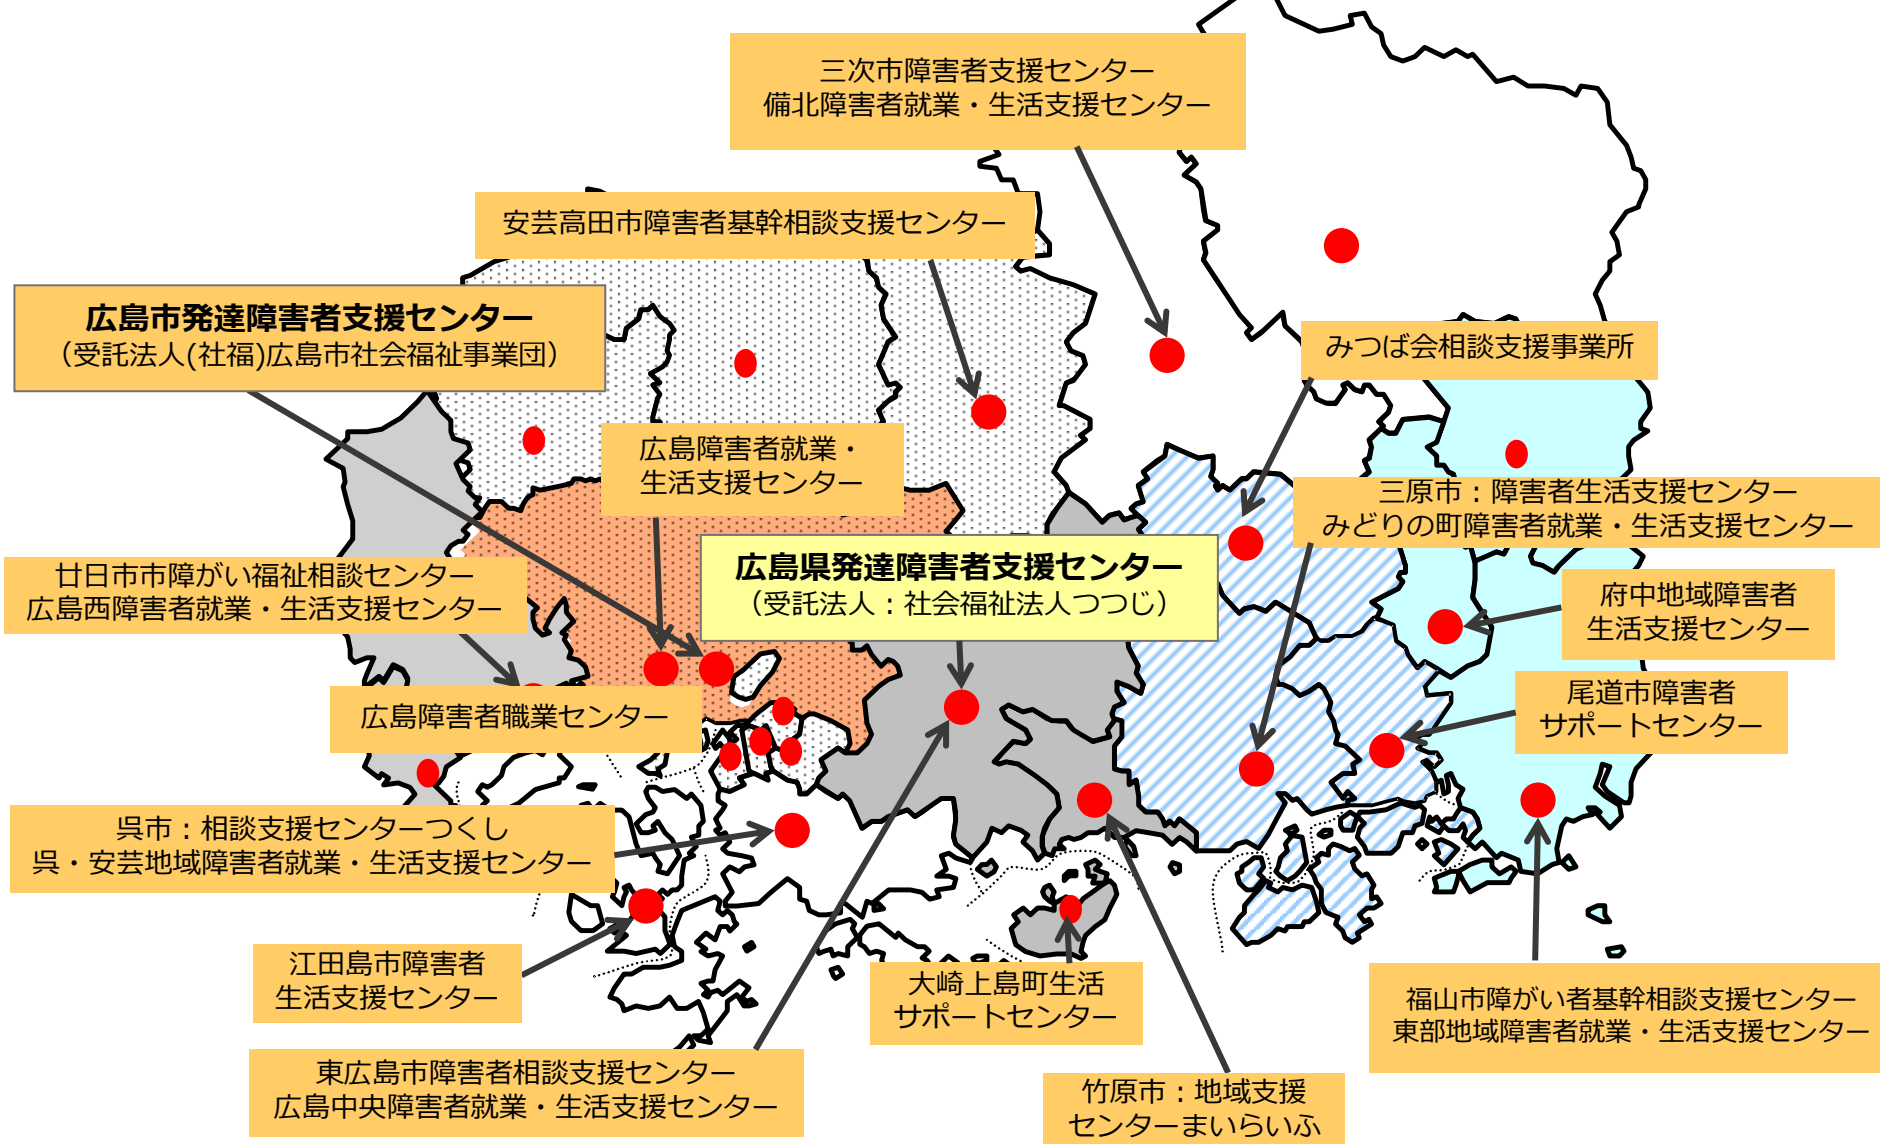 三次市障害者支援センター
備北障害者就業・生活支援センター
安芸高田市障害者基幹相談支援センター
広島市発達障害者支援センター
（受託法人(社福)広島市社会福祉事業団）
みつば会相談支援事業所
広島障害者就業・
生活支援センター
三原市：障害者生活支援センター
みどりの町障害者就業・生活支援センター
広島県発達障害者支援センター
（受託法人：社会福祉法人つつじ）
廿日市市障がい福祉相談センター
広島西障害者就業・生活支援センター
府中地域障害者
生活支援センター
広島障害者職業センター
尾道市障害者
サポートセンター
呉市：相談支援センターつくし
呉・安芸地域障害者就業・生活支援センター
江田島市障害者
生活支援センター
大崎上島町生活
サポートセンター
福山市障がい者基幹相談支援センター
東部地域障害者就業・生活支援センター
東広島市障害者相談支援センター
広島中央障害者就業・生活支援センター
竹原市：地域支援
センターまいらいふ